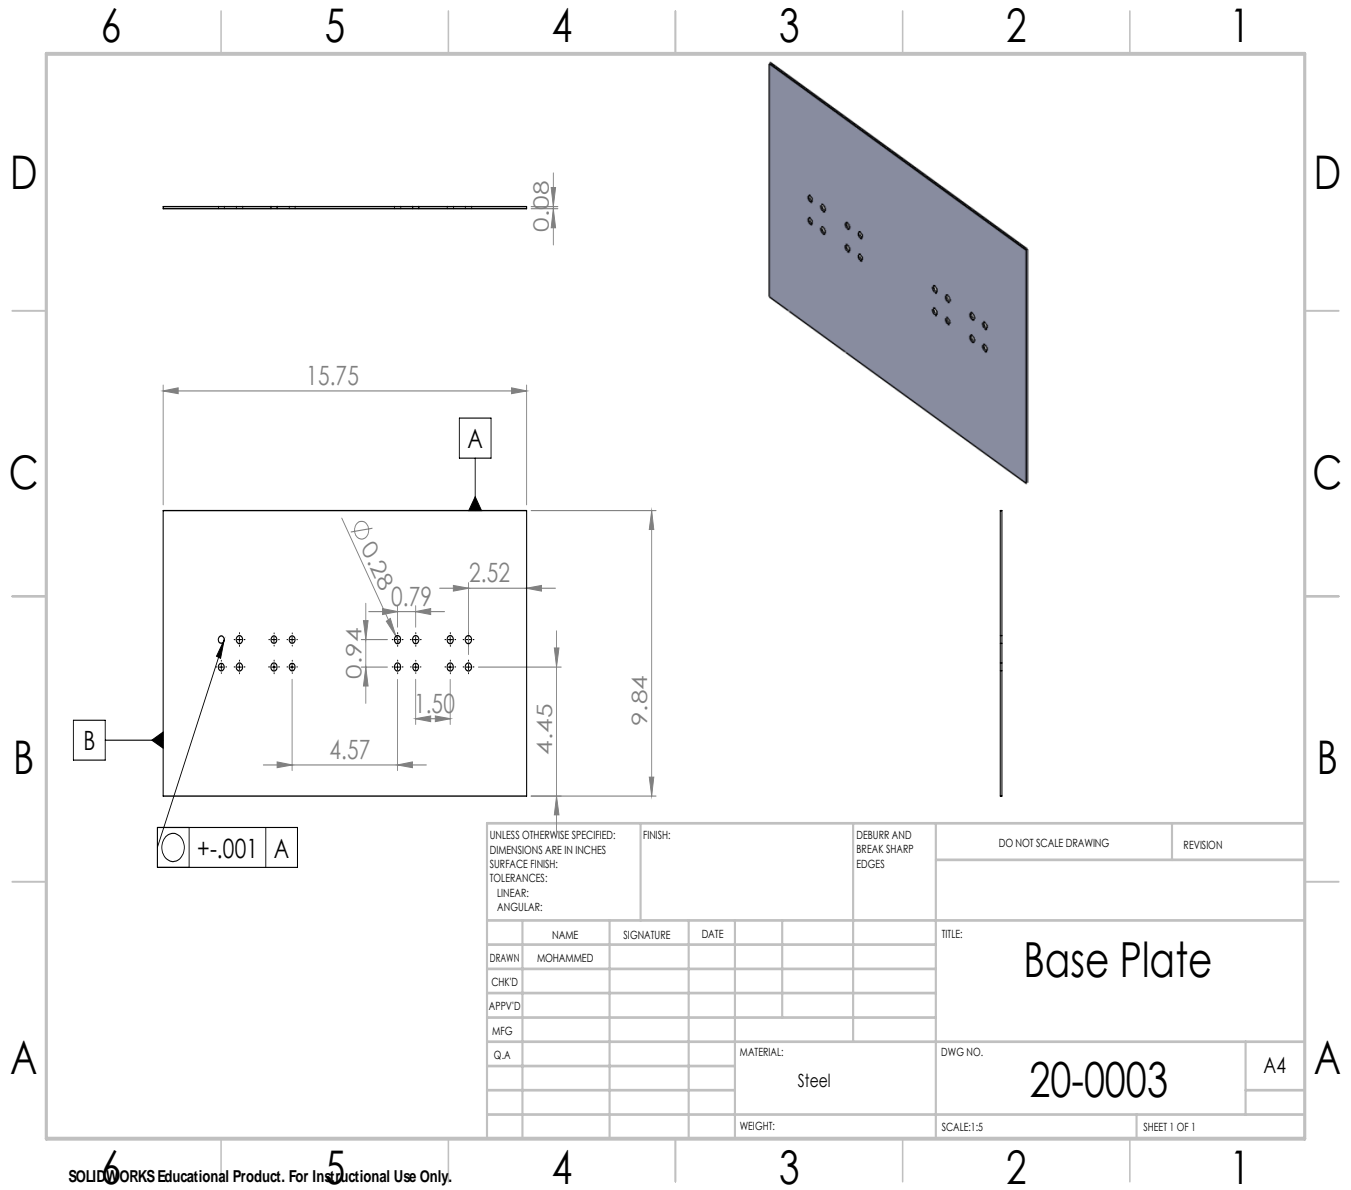 6 5 4 3 2 1
D D
0.08
15.75
A
C C
Ø0.28
2.52
0.79
0.94
1.50
4.45
9.84
4.57
B
B B
+-.001 A
UNLESS OTHERWISE SPECIFIED:
DIMENSIONS ARE IN INCHES
SURFACE FINISH:
TOLERANCES:
LINEAR:
ANGULAR:
FINISH:
DEBURR AND
BREAK SHARP
EDGES
DO NOT SCALE DRAWING
REVISION
NAME SIGNATURE DATE
DRAWN MOHAMMED
CHK'D
APPV'D
MFG
Q.A
TITLE:
Base Plate
MATERIAL:
Steel
DWG NO.
20-0003
A4
A A
WEIGHT:
SCALE:1:5
SHEET 1 OF 1
6 5 4 3 2 1
SOLIDWORKS Educational Product. For Instructional Use Only.